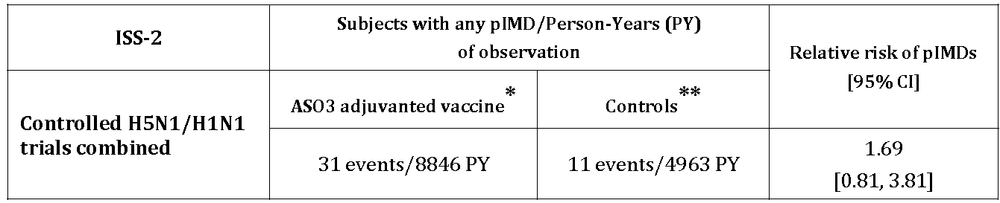 ISS-2
Subjects with any pIMD/Person-Years (PY)
of observation
Relative risk of pIMDs
[95% CI]
Controlled H5N1/H1N1
trials combined
ASO3 adjuvanted vaccine*
Controls**
31 events/8846 PY
11 events/4963 PY
1.69
[0.81, 3.81]